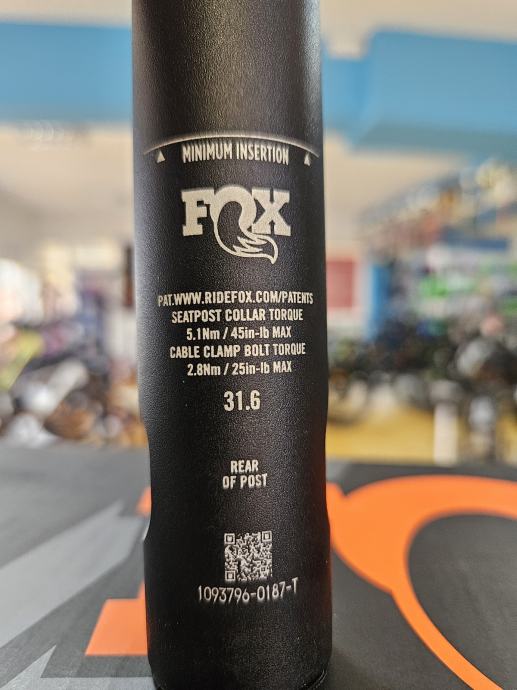 MINIMUM INSERTION
FOX
PAT.WWW.RIDEFOX.COM/PATENTS
SEATPOST COLLAR TORQUE
5.1Nm / 45in-lb MAX
CABLE CLAMP BOLT TORQUE
2.8Nm / 25in-lb MAX
31.6
REAR
OF POST
1093796-0187-T